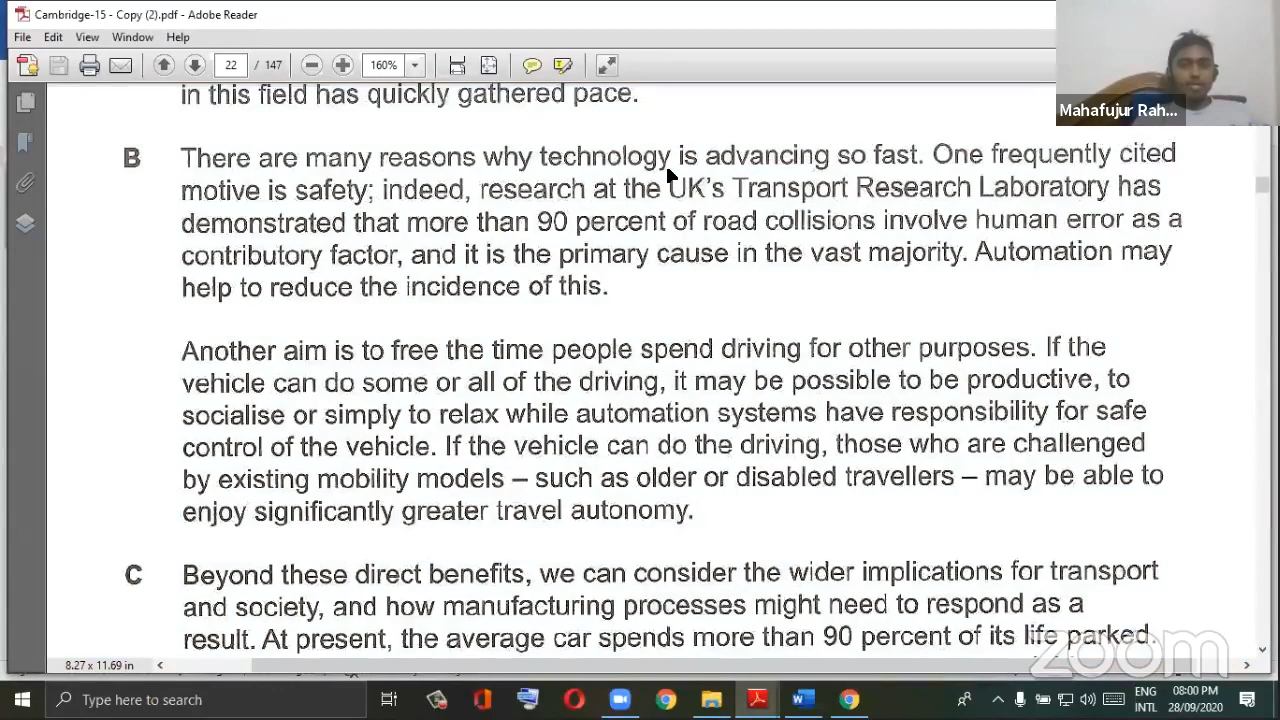 Cambridge-15 - Copy (2).pdf - Adobe Reader
File Edit View Window Help
22 / 147 160%
Mahafujur Rah...
in this field has quickly gathered pace.
B There are many reasons why technology is advancing so fast. One frequently cited
motive is safety; indeed, research at the UK's Transport Research Laboratory has
demonstrated that more than 90 percent of road collisions involve human error as a
contributory factor, and it is the primary cause in the vast majority. Automation may
help to reduce the incidence of this.
Another aim is to free the time people spend driving for other purposes. If the
vehicle can do some or all of the driving, it may be possible to be productive, to
socialise or simply to relax while automation systems have responsibility for safe
control of the vehicle. If the vehicle can do the driving, those who are challenged
by existing mobility models – such as older or disabled travellers – may be able to
enjoy significantly greater travel autonomy.
C Beyond these direct benefits, we can consider the wider implications for transport
and society, and how manufacturing processes might need to respond as a
result. At present, the average car spends more than 90 percent of its life parked.
zoom
8.27 x 11.69 in
Type here to search
ENG 08:00 PM
INTL 28/09/2020